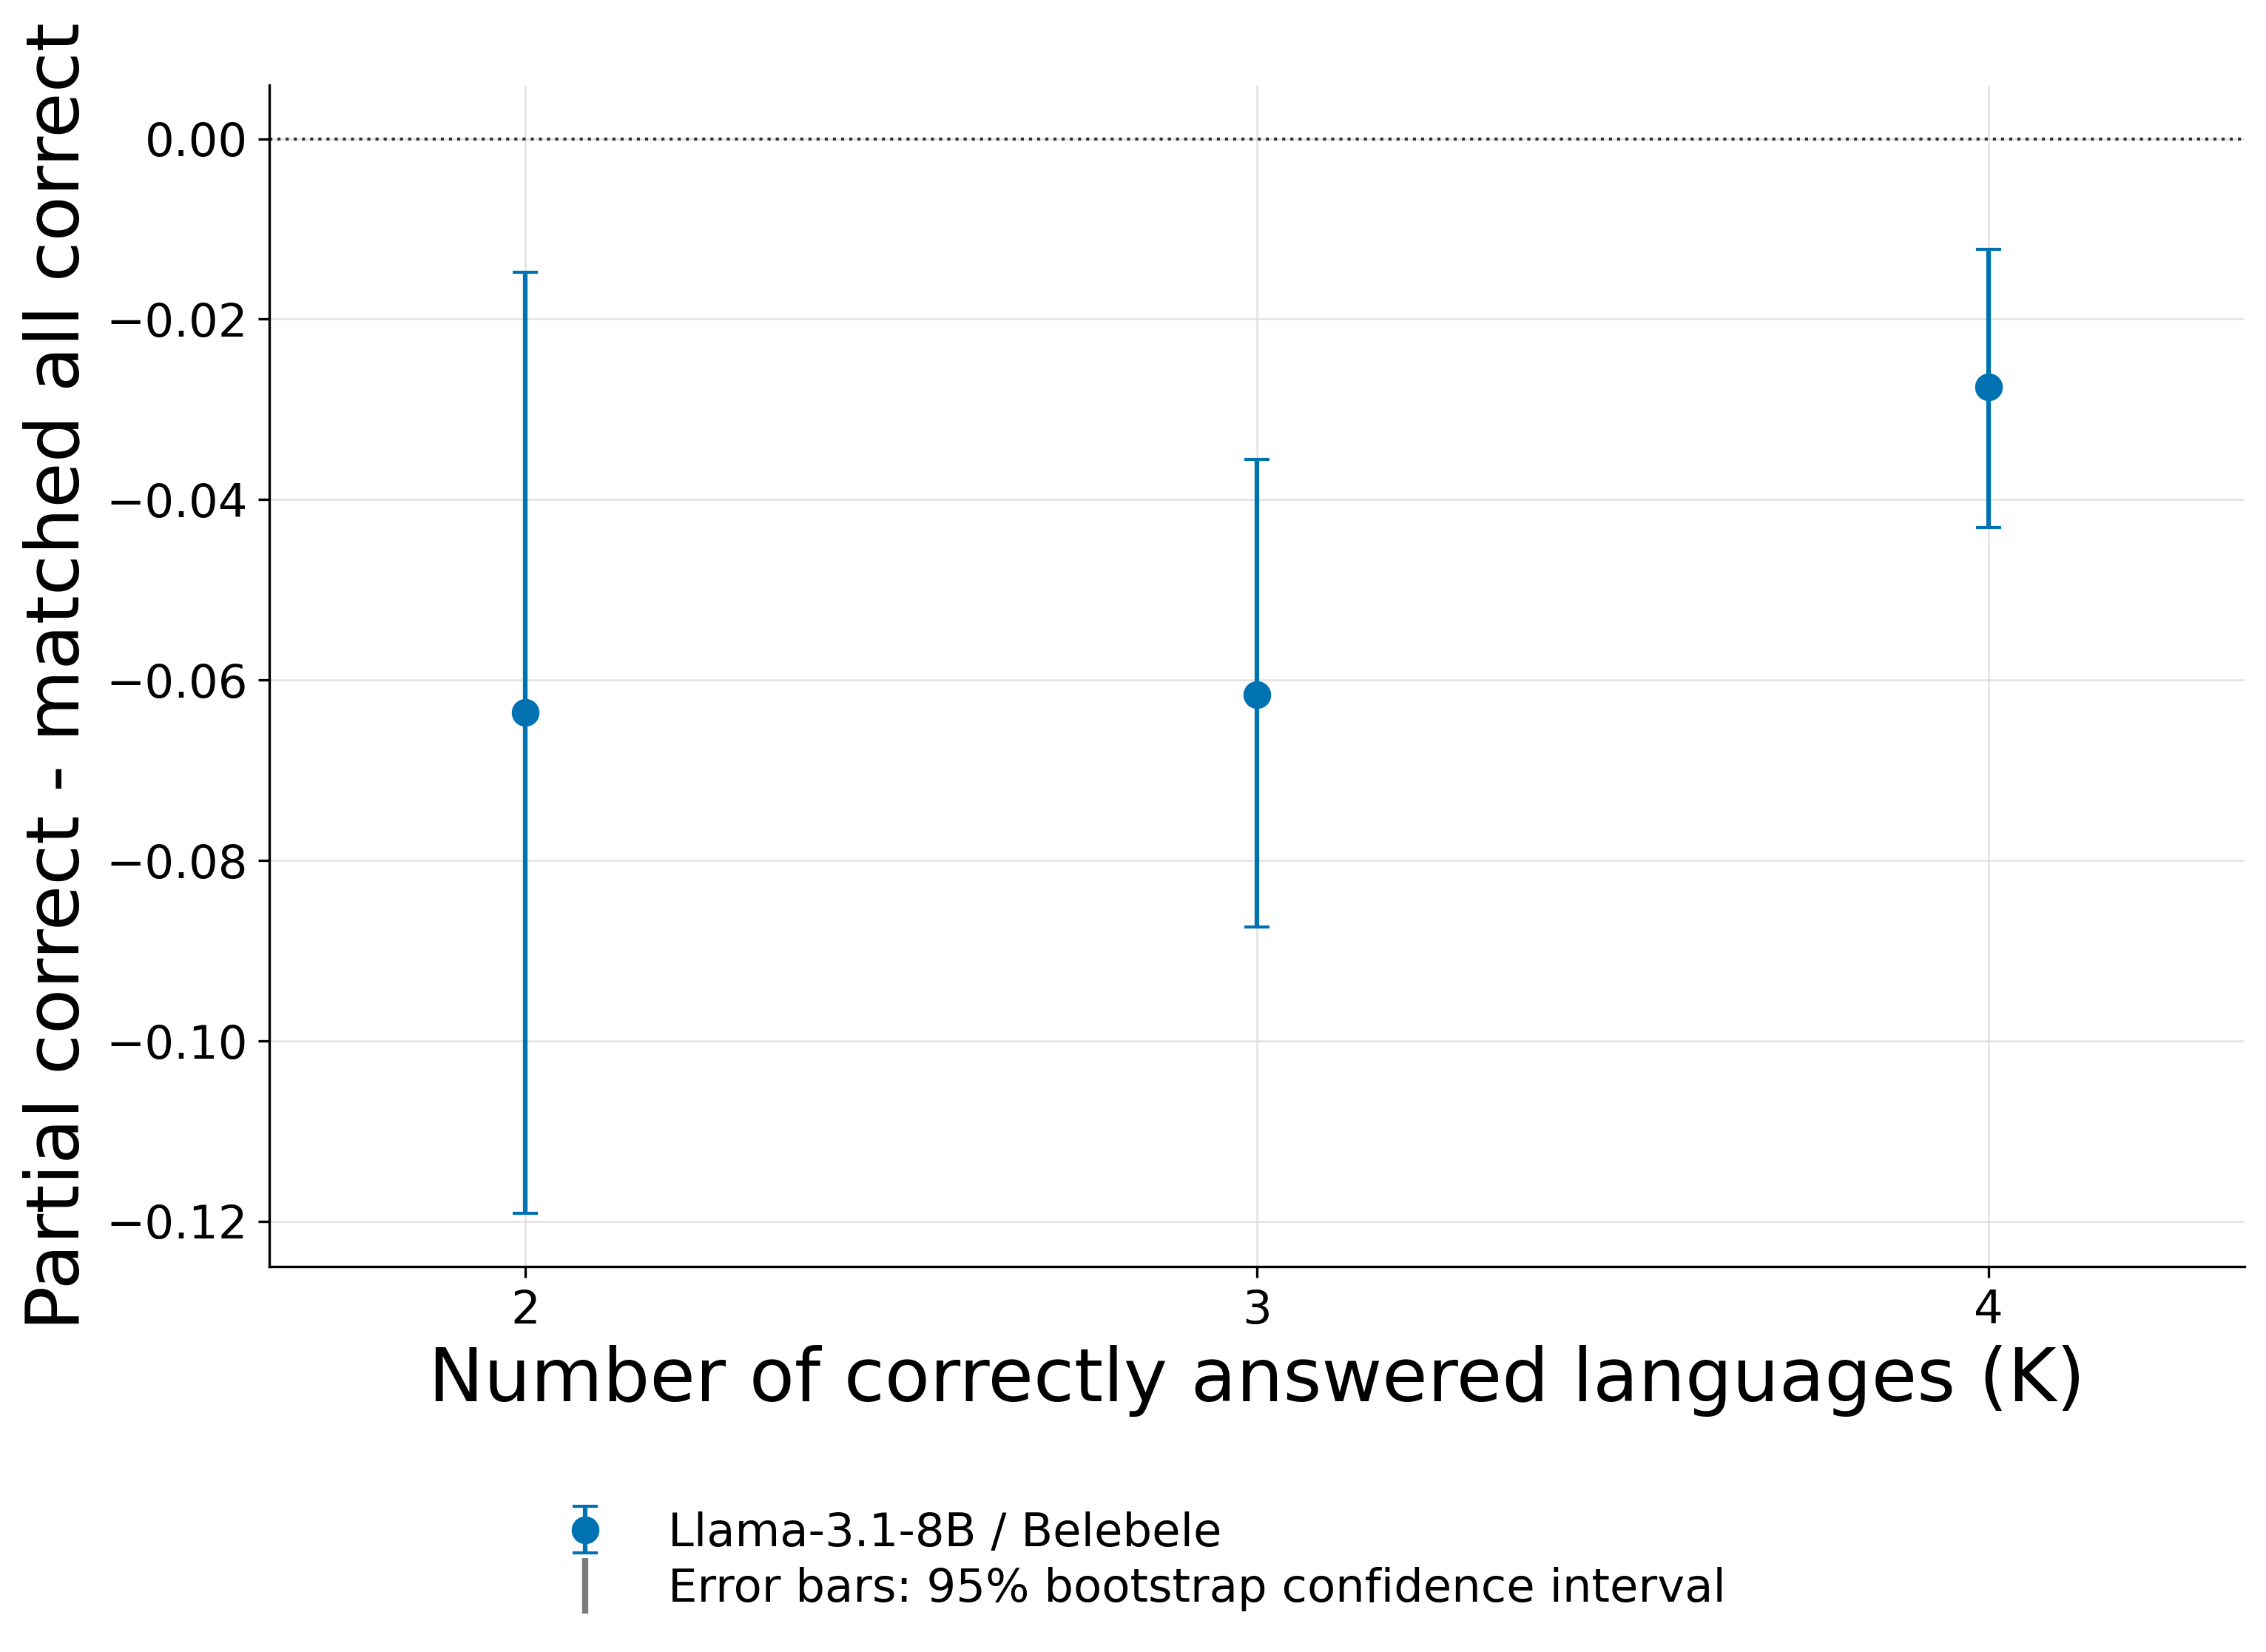 Partial correct - matched all correct
0.00
−0.02
−0.04
−0.06
−0.08
−0.10
−0.12
2 3 4
Number of correctly answered languages (K)
Llama-3.1-8B / Belebele
Error bars: 95% bootstrap confidence interval